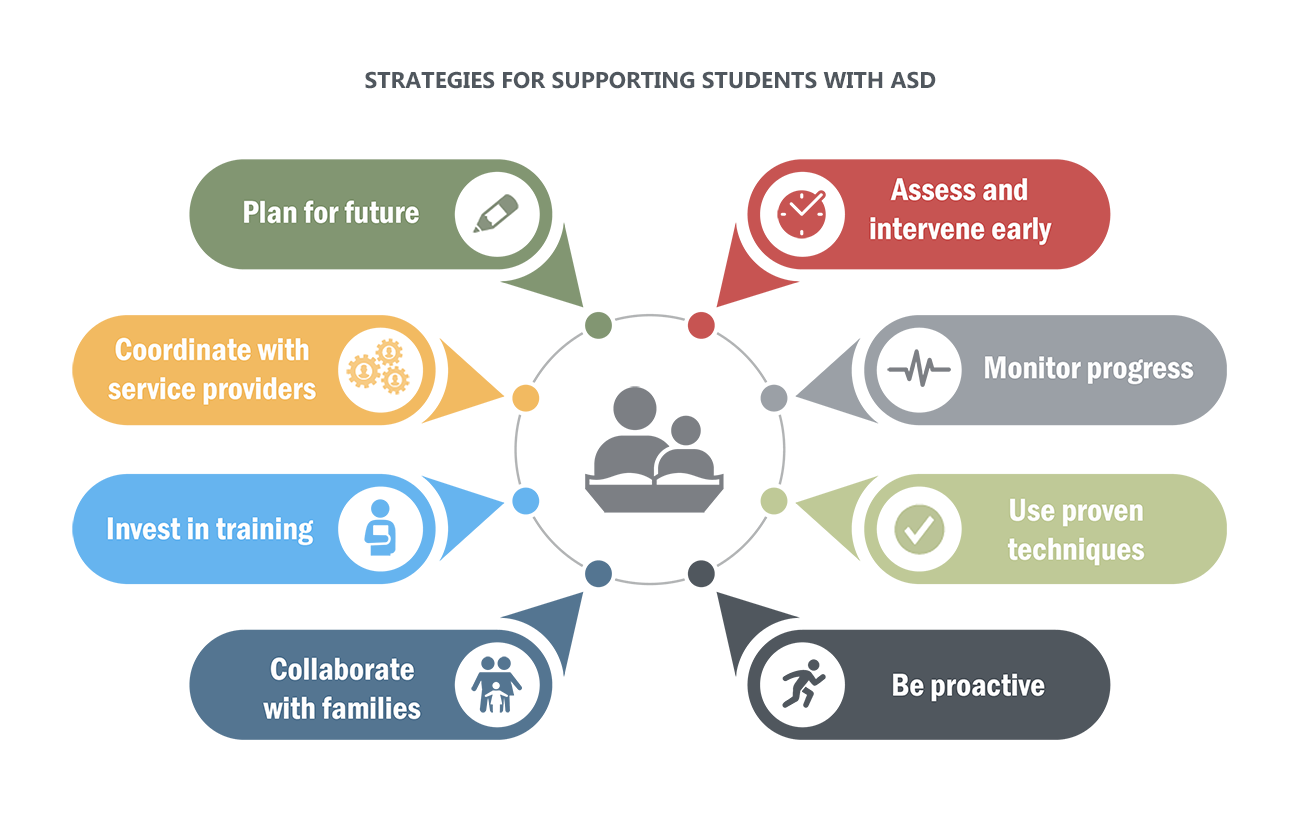 STRATEGIES FOR SUPPORTING STUDENTS WITH ASD
Plan for future
Assess and
intervene early
Coordinate with
service providers
Monitor progress
Invest in training
Use proven
techniques
Collaborate
with families
Be proactive